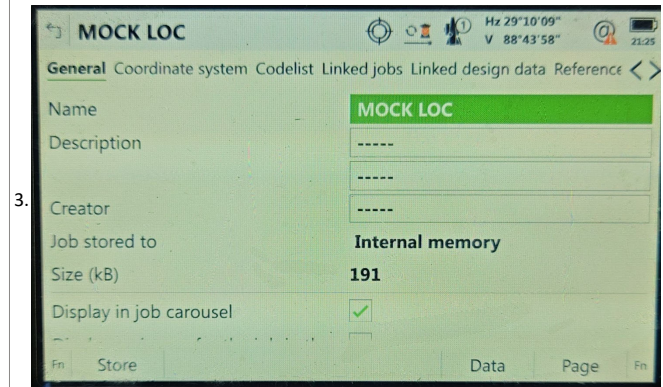 3.
MOCK LOC
1
Hz 29°10'09"
V 88°43'58"
@
21:25
General Coordinate system Codelist Linked jobs Linked design data Reference < >
Name MOCK LOC
Description -----
-----
Creator -----
Job stored to Internal memory
Size (kB) 191
Display in job carousel
Fn Store Data Page Fn